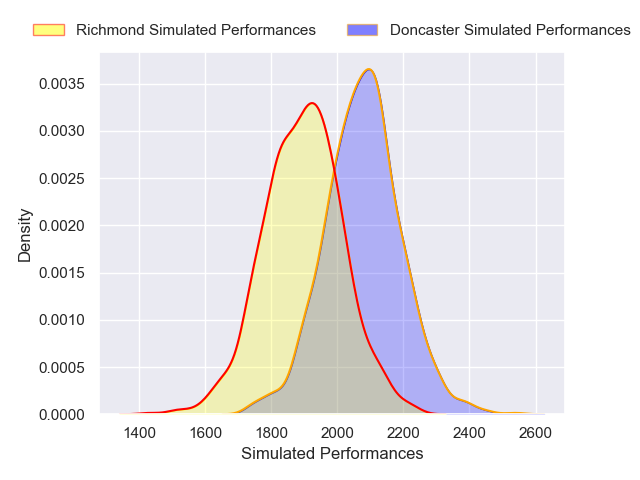 Richmond Simulated Performances Doncaster Simulated Performances
0.0035
0.0030
0.0025
0.0020
0.0015
0.0010
0.0005
0.0000
Density
1400 1600 1800 2000 2200 2400 2600
Simulated Performances